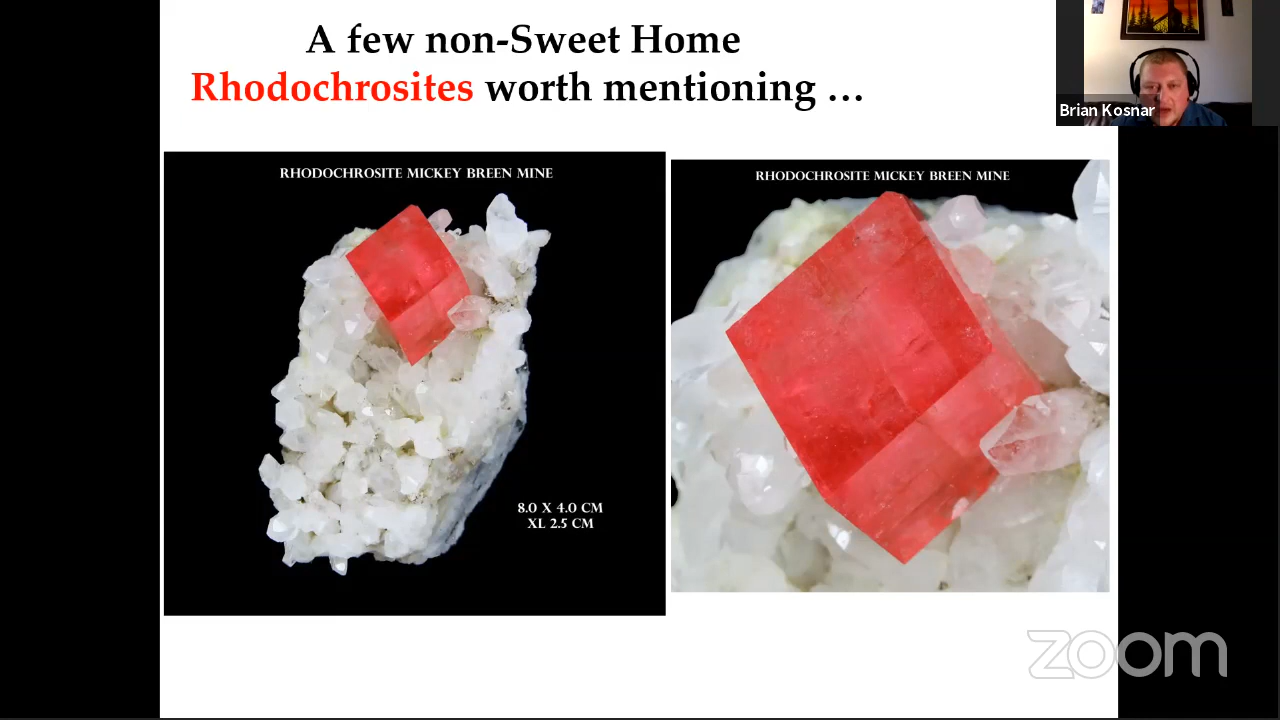 A few non-Sweet Home
Rhodochrosites worth mentioning …
Brian Kosnar
RHODOCHROSITE MICKEY BREEN MINE
8.0 X 4.0 CM
XL 2.5 CM
RHODOCHROSITE MICKEY BREEN MINE
zoom